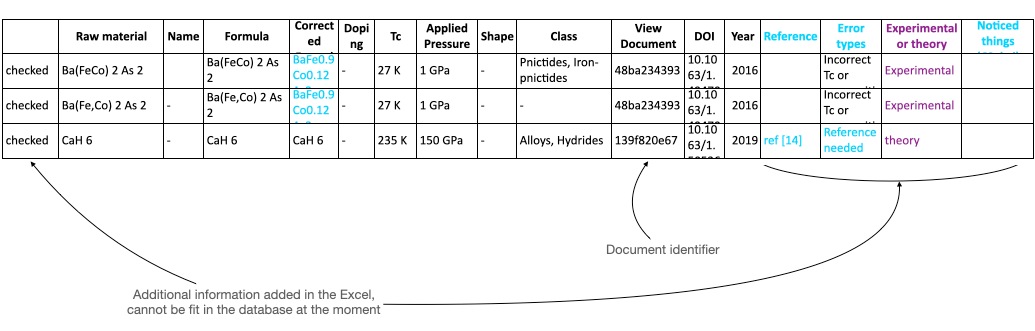 Raw material Name Formula Correct
ed Dopi
ng Tc Applied
Pressure Shape Class View
Document DOI Year Reference Error
types Experimental
or theory Noticed
things
checked Ba(FeCo) 2 As 2 Ba(FeCo) 2 As
2 BaFe0.9
Co0.12 - 27 K 1 GPa - Pnictides, Iron-
pnictides 48ba234393 10.10
63/1. 2016 Incorrect
Tc or Experimental
checked Ba(Fe,Co) 2 As 2 - Ba(Fe,Co) 2 As
2 BaFe0.9
Co0.12 - 27 K 1 GPa - - 48ba234393 10.10
63/1. 2016 Incorrect
Tc or Experimental
checked CaH 6 - CaH 6 CaH 6 - 235 K 150 GPa - Alloys, Hydrides 139f820e67 10.10
63/1. 2019 ref [14] Reference
needed theory
Document identifier
Additional information added in the Excel,
cannot be fit in the database at the moment